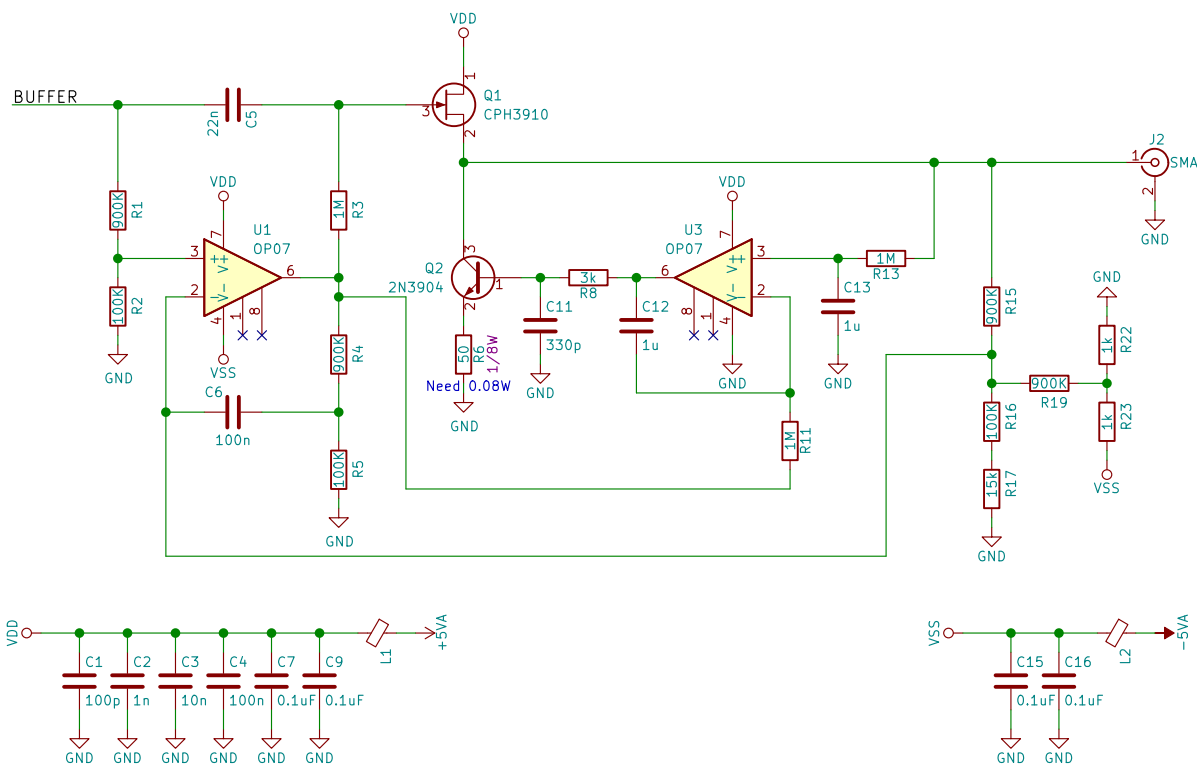 VDD
1
BUFFER
3
Q1
CPH3910
22n
C5
2
J2
1
SMA
2
GND
VDD
VDD
900K
R1
1M
R3
7
U1
OP07
U3
OP07
7
3
V+
6
Q2
2N3904
3
1
3k
R8
6
V+
3
1M
R13
2
V-
4
1
8
2
8
1
4
V-
2
100K
R2
C11
330p
C12
1u
C13
1u
900K
R15
GND
1k
R22
GND
VSS
900K
R4
50
R6
1/8W
Need 0.08W
GND
GND
GND
GND
C6
100n
900K
R19
100K
R16
1k
R23
1M
R11
100K
R5
15k
R17
VSS
GND
GND
VDD
C1
100p
C2
1n
C3
10n
C4
100n
C7
0.1uF
C9
0.1uF
L1
+5VA
GND
GND
GND
GND
GND
GND
VSS
C15
0.1uF
C16
0.1uF
L2
-5VA
GND
GND